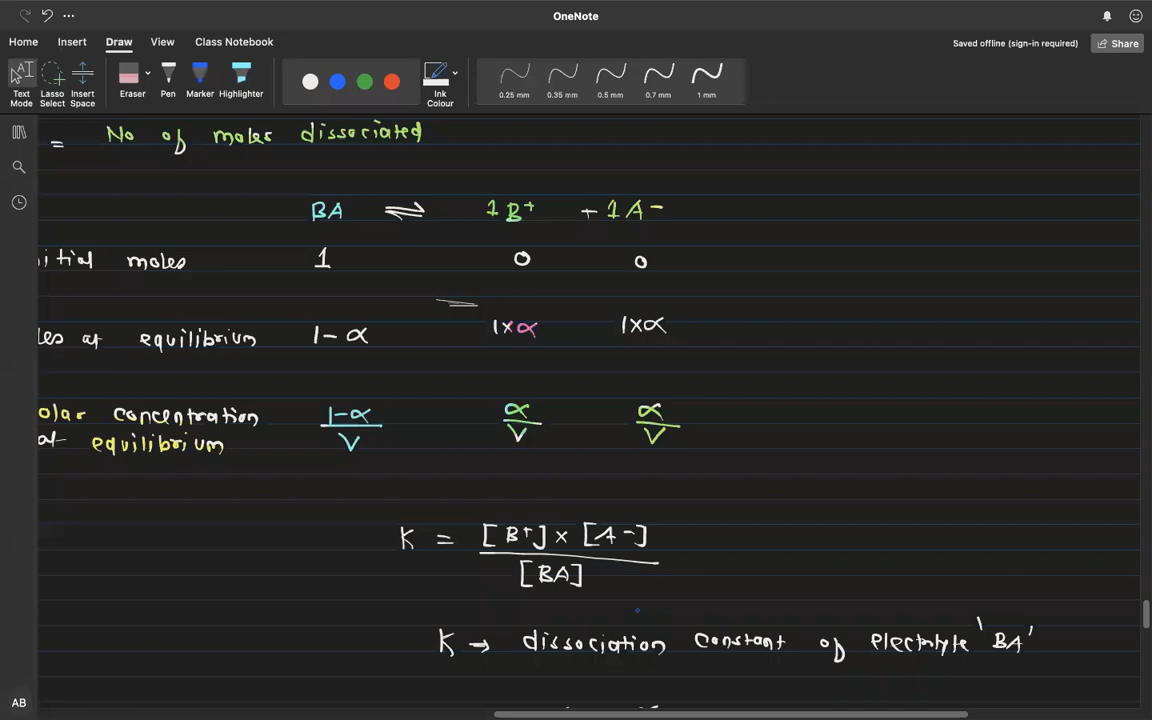 OneNote
Home Insert Draw View Class Notebook
Saved offline (sign-in required) Share
Text Mode Lasso Select Insert Space Eraser Pen Marker Highlighter Ink Colour 0.25 mm 0.35 mm 0.5 mm 0.7 mm 1 mm
= No of moles dissociated
BA ⇌ 1B⁺ + 1A⁻
nitial moles 1 0 0
les at equilibrium 1-α 1×α 1×α
olar concentration 1-α/V α/V α/V
at equilibrium
K = [B⁺] × [A⁻] / [BA]
K → dissociation constant of electrolyte 'BA'
AB